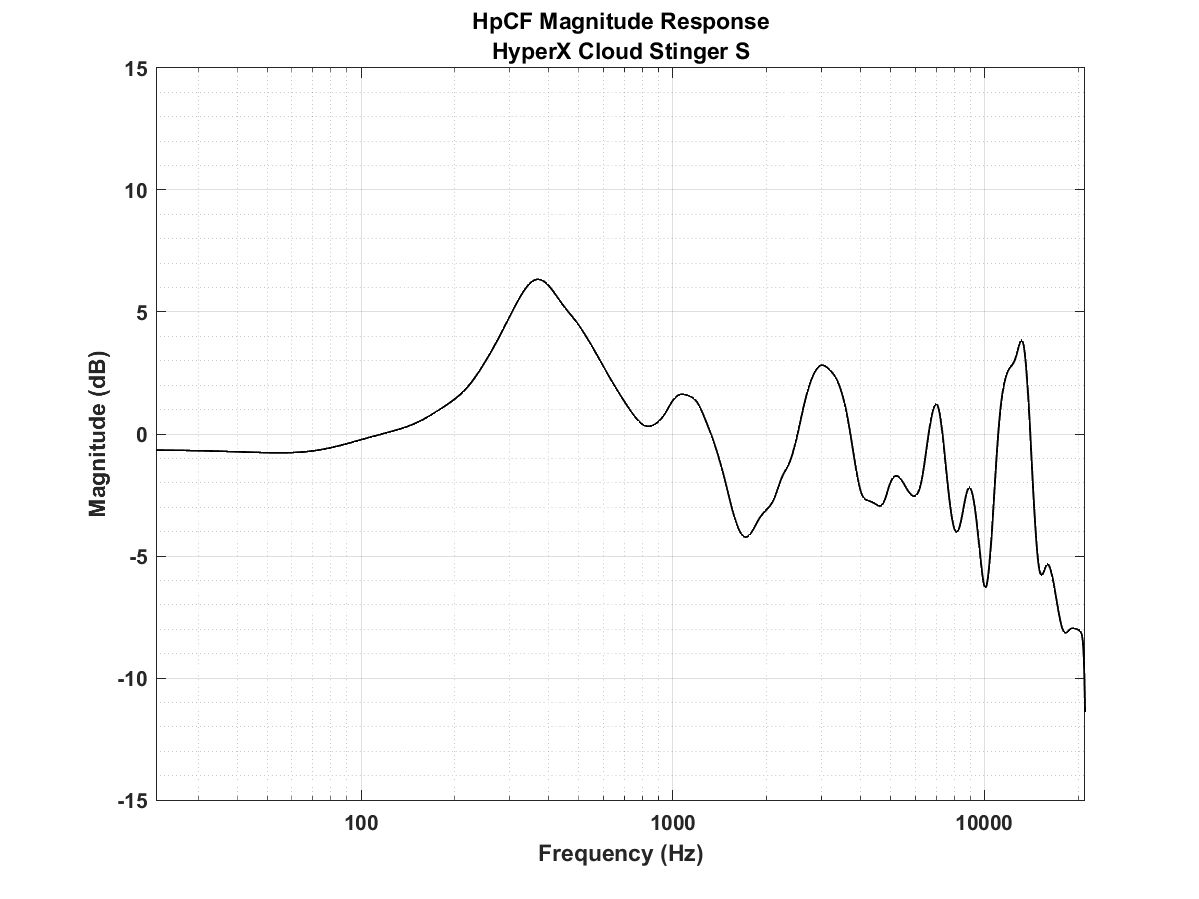 HpCF Magnitude Response
HyperX Cloud Stinger S
15
10
5
0
-5
-10
-15
Magnitude (dB)
100
1000
10000
Frequency (Hz)